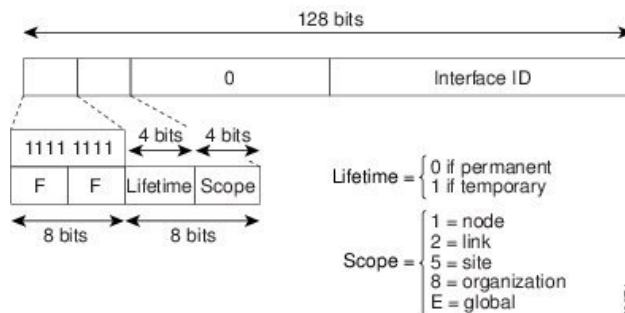 128 bits
0 Interface ID
4 bits 4 bits
1111 1111
F F Lifetime Scope
8 bits 8 bits
Lifetime = 0 if permanent
1 if temporary
Scope = 1 = node
2 = link
5 = site
8 = organization
E = global